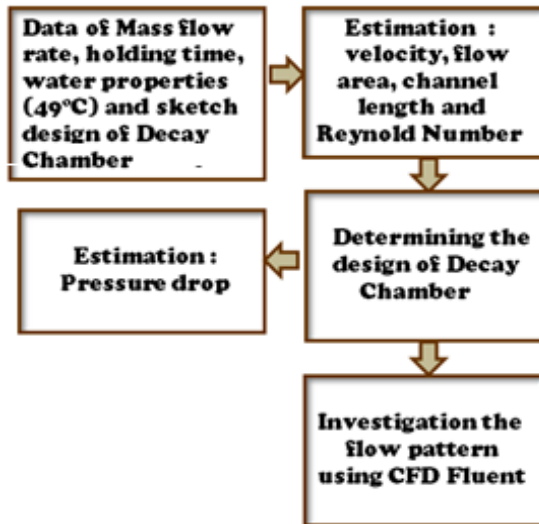 Data of Mass flow
rate, holding time,
water properties
(49°C) and sketch
design of Decay
Chamber
Estimation :
velocity, flow
area, channel
length and
Reynold Number
Determining the
design of Decay
Chamber
Estimation :
Pressure drop
Investigation the
flow pattern
using CFD Fluent